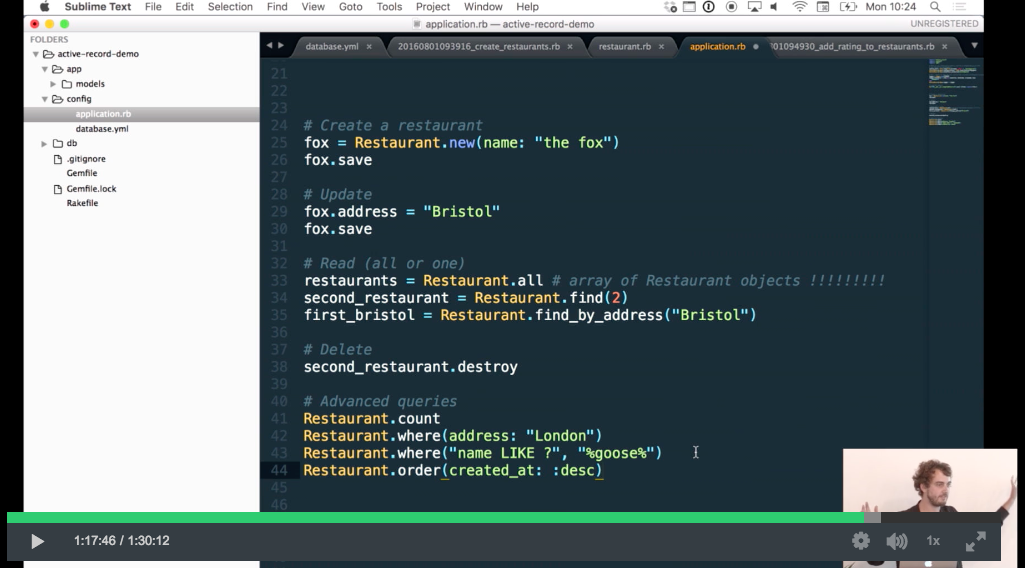 Sublime Text File Edit Selection Find Goto Tools Project Window Help Mon 10:24
application.rb — active-record-demo UNREGISTERED
FOLDERS
active-record-demo
app
models
config
application.rb
database.yml
db
.gitignore
Gemfile
Gemfile.lock
Rakefile
database.yml 20160801093916_create_restaurants.rb restaurant.rb application.rb 301094930_add_rating_to_restaurants.rb
21
22
23
24 # Create a restaurant
25 fox = Restaurant.new(name: "the fox")
26 fox.save
27
28 # Update
29 fox.address = "Bristol"
30 fox.save
31
32 # Read (all or one)
33 restaurants = Restaurant.all # array of Restaurant objects !!!!!!!!!
34 second_restaurant = Restaurant.find(2)
35 first_bristol = Restaurant.find_by_address("Bristol")
36
37 # Delete
38 second_restaurant.destroy
39
40 # Advanced queries
41 Restaurant.count
42 Restaurant.where(address: "London")
43 Restaurant.where("name LIKE ?", "%goose%")
44 Restaurant.order(created_at: :desc)
45
46
1:17:46 / 1:30:12 1x